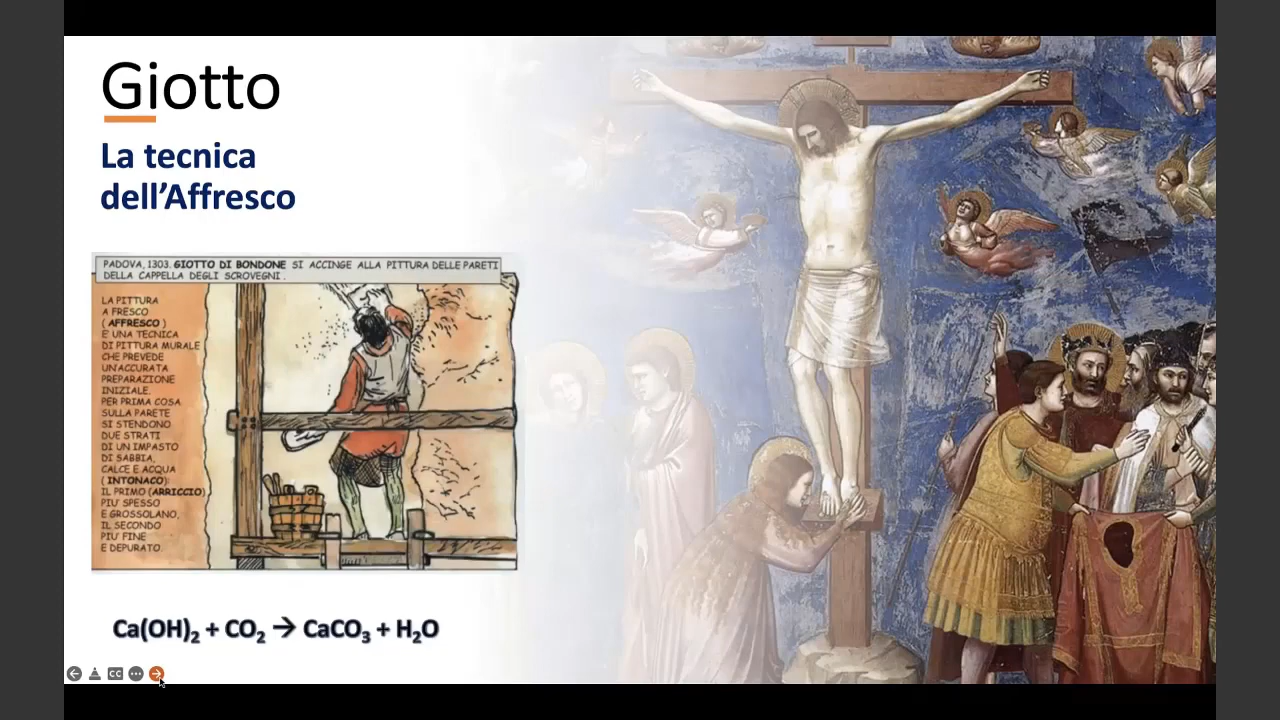 Giotto
La tecnica
dell'Affresco
PADOVA, 1303. GIOTTO DI BONDONE SI ACCINGE ALLA PITTURA DELLE PARETI
DELLA CAPPELLA DEGLI SCROVEGNI.
LA PITTURA
A FRESCO
( AFFRESCO )
E' UNA TECNICA
DI PITTURA MURALE
CHE PREVEDE
UN'ACCURATA
PREPARAZIONE
INIZIALE.
PER PRIMA COSA
SULLA PARETE
SI STENDONO
DUE STRATI
DI UN IMPASTO
DI SABBIA,
CALCE E ACQUA
( INTONACO):
IL PRIMO (ARRICCIO)
PIU' SPESSO
E GROSSOLANO,
IL SECONDO
PIU' FINE
E DEPURATO.
Ca(OH)₂ + CO₂ → CaCO₃ + H₂O
CC